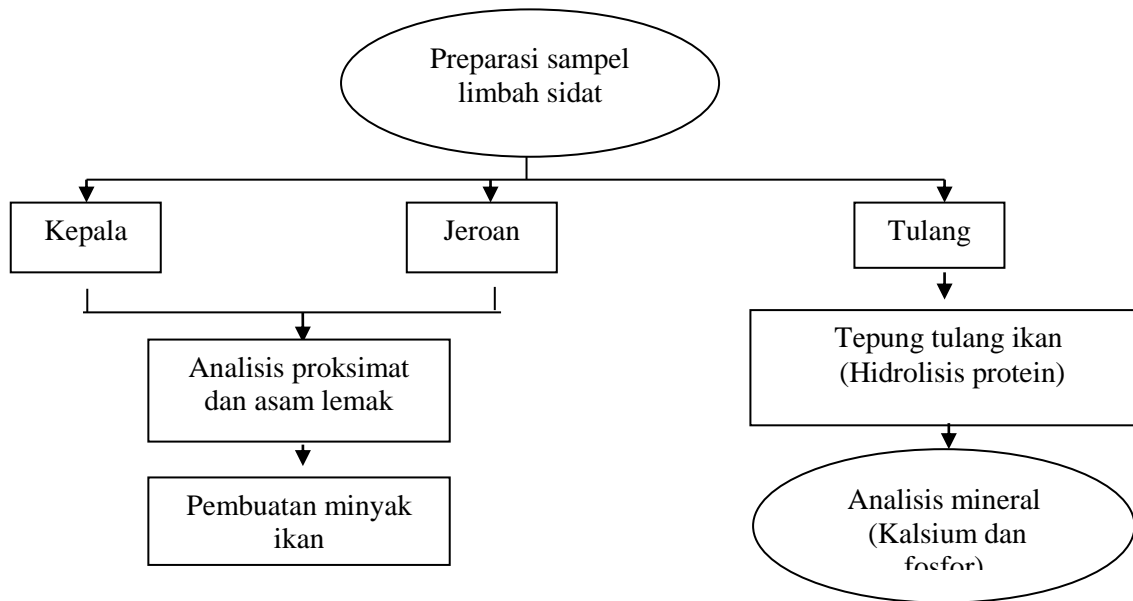 Preparasi sampel
limbah sidat
Kepala
Jeroan
Tulang
Analisis proksimat
dan asam lemak
Tepung tulang ikan
(Hidrolisis protein)
Pembuatan minyak
ikan
Analisis mineral
(Kalsium dan
fosfor)